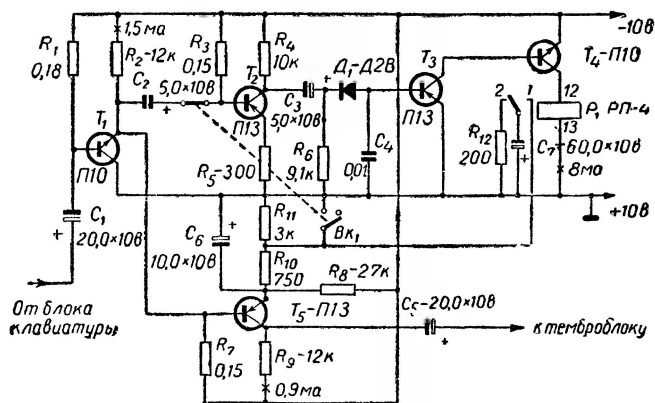 1,5ма
-10в
R1
0,18
R2-12к
R3
0,15
R4
10к
C2
5,0×10в
T2
C3
5,0×10в
Д1-Д2В
T3
T4-П10
T1
П10
П13
П13
12
P1 РП-4
13
2
1
R12
200
C7
60,0×10в
8ма
R5-300
R6
9,1к
C4
0,01
+10в
C1
20,0×10в
C6
10,0×10в
R11
3к
Вк1
R10
750
R8-27к
От блока
клавиатуры
T5-П13
C5-20,0×10в
к темброблоку
R7
0,15
R9-12к
0,9ма